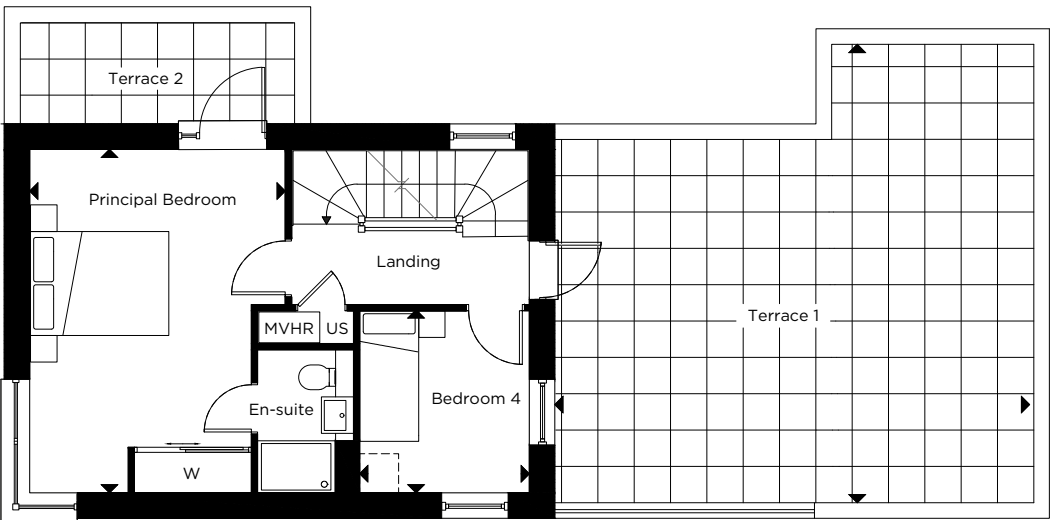 Terrace 2
Principal Bedroom
Landing
Terrace 1
MVHR
US
Bedroom 4
En-suite
W